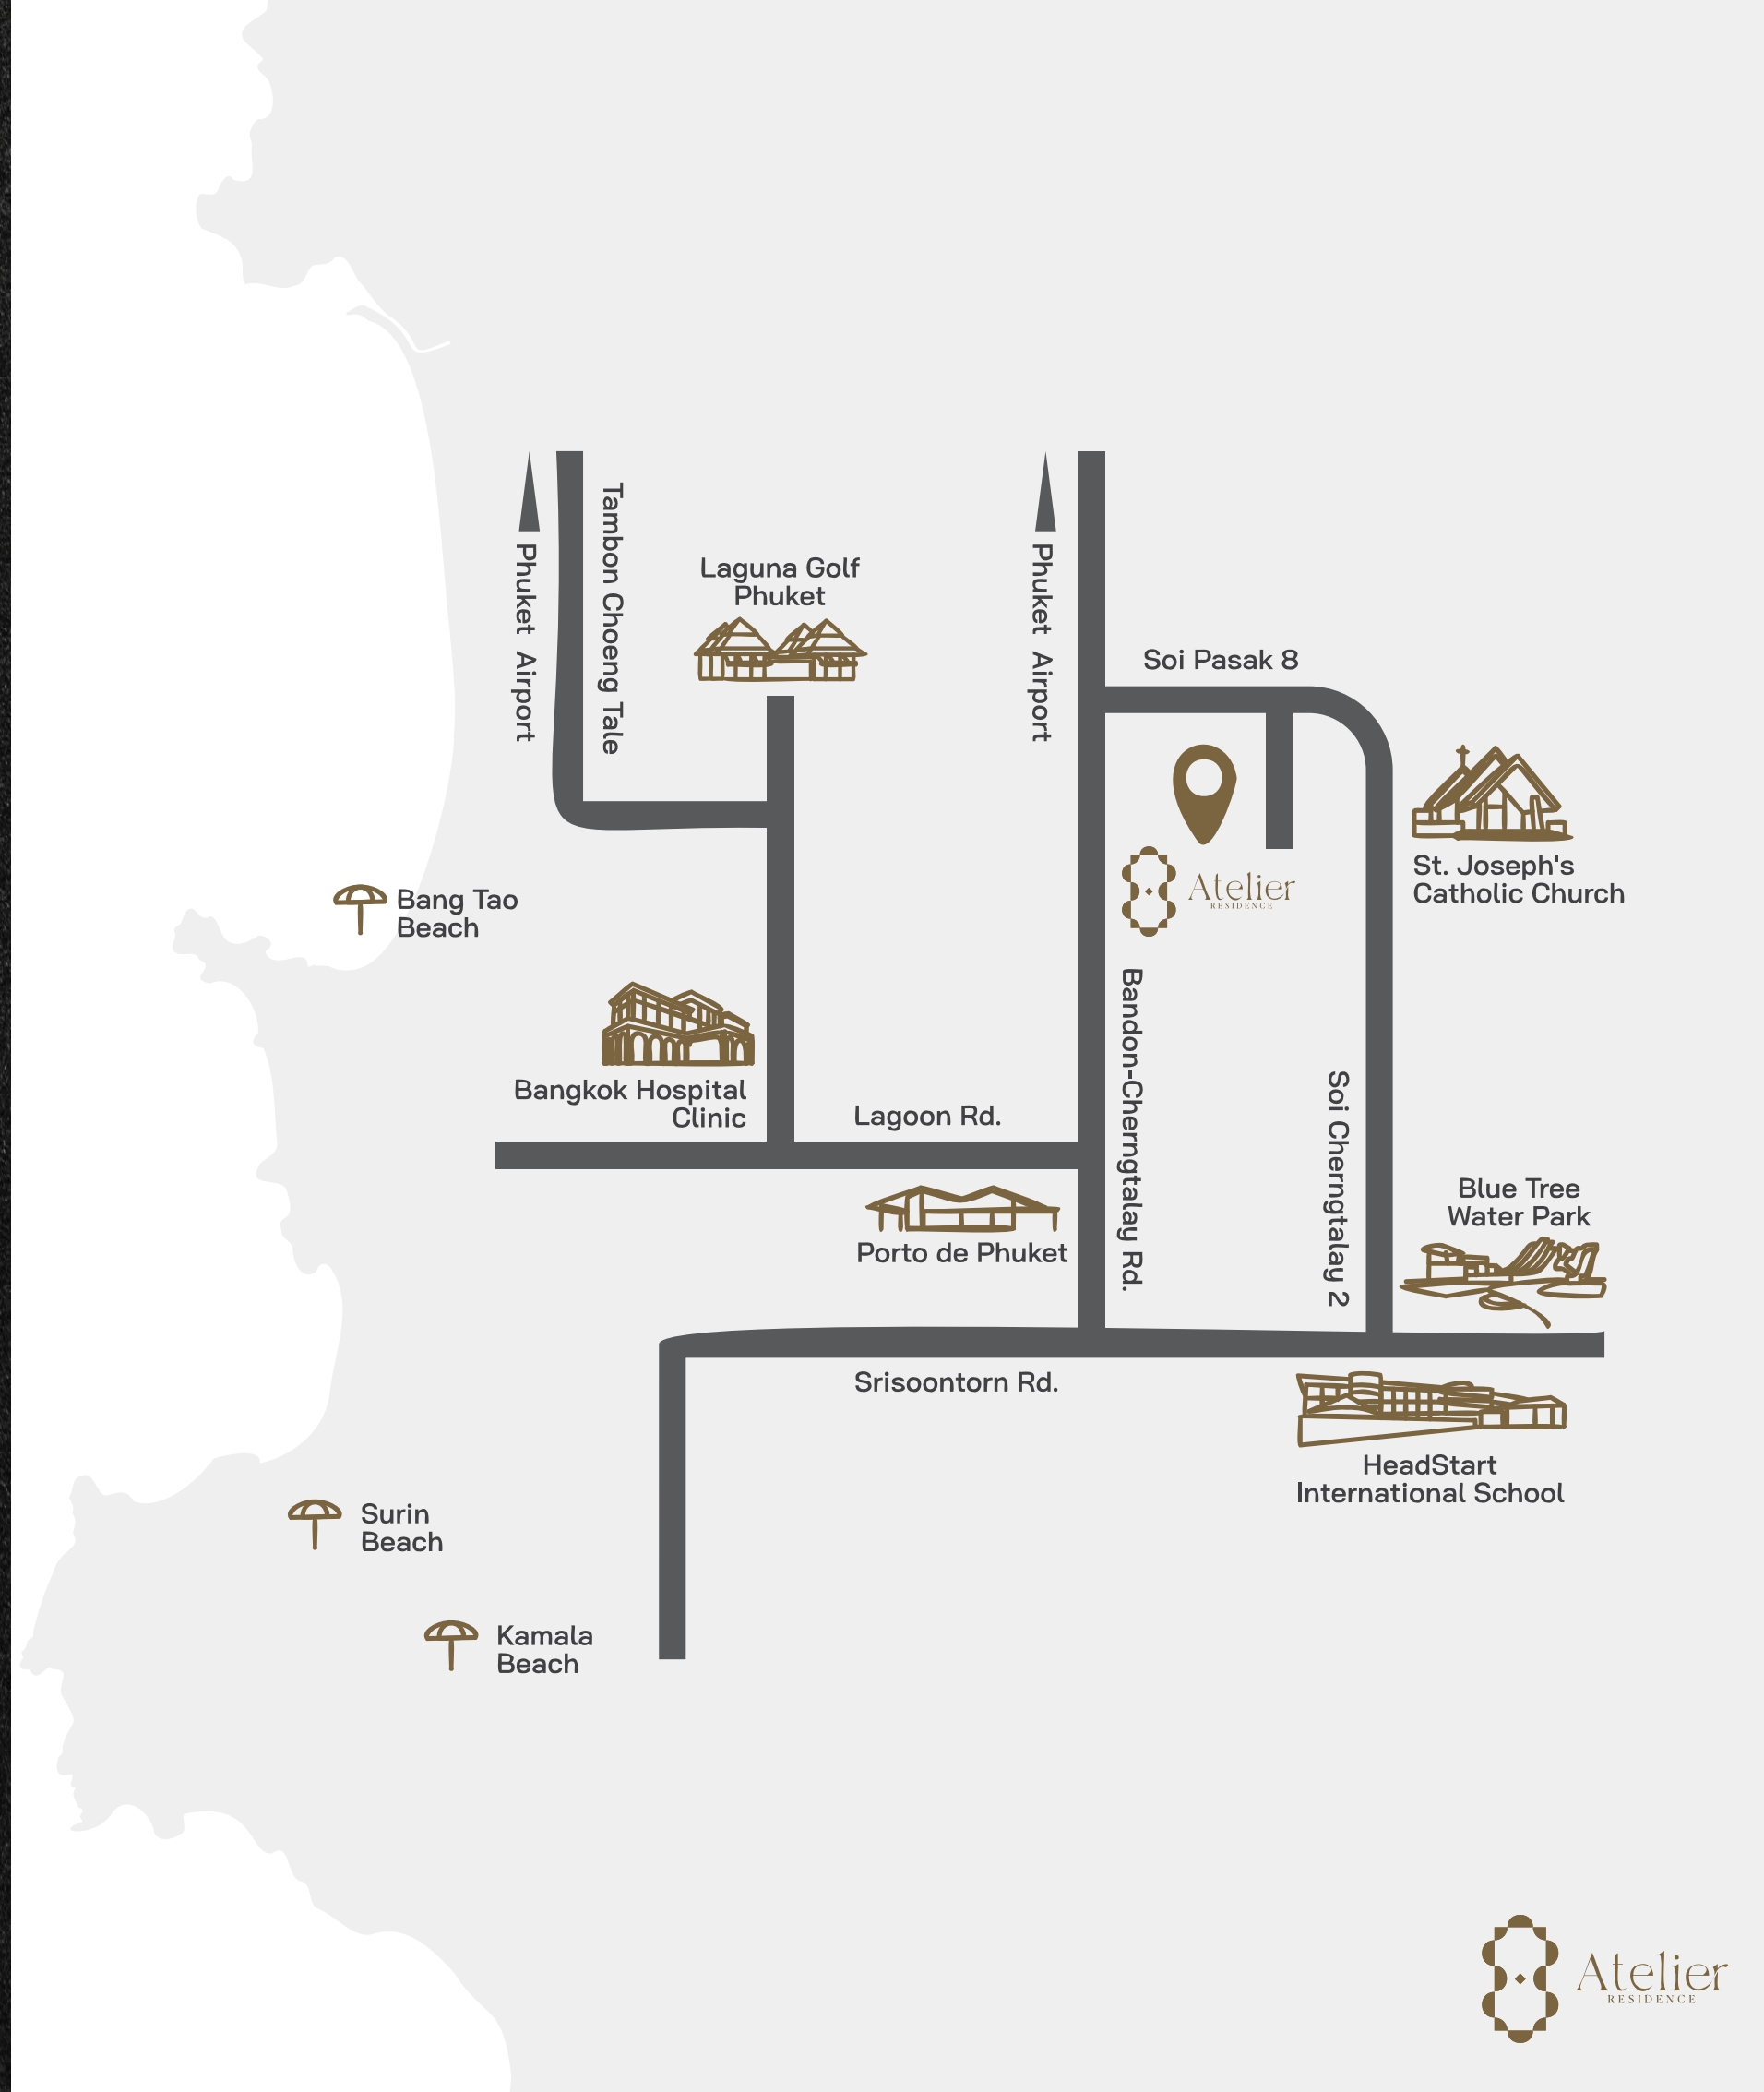 Tambon Choeng Tale
Phuket Airport
Laguna Golf
Phuket
Phuket Airport
Soi Pasak 8
St. Joseph's
Catholic Church
Atelier
RESIDENCE
Bang Tao
Beach
Bandon-Cherngtalay Rd.
Soi Cherngtalay 2
Bangkok Hospital
Clinic
Lagoon Rd.
Blue Tree
Water Park
Porto de Phuket
Srisoontorn Rd.
HeadStart
International School
Surin
Beach
Kamala
Beach
Atelier
RESIDENCE